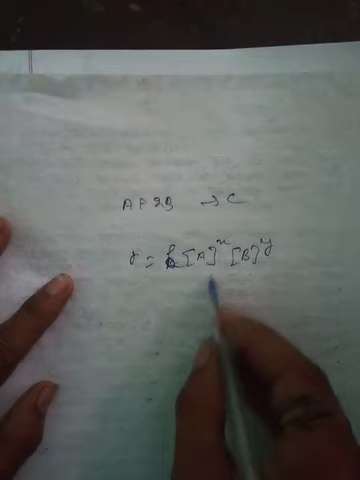 A + 2B → C
r = k [A]^x [B]^y